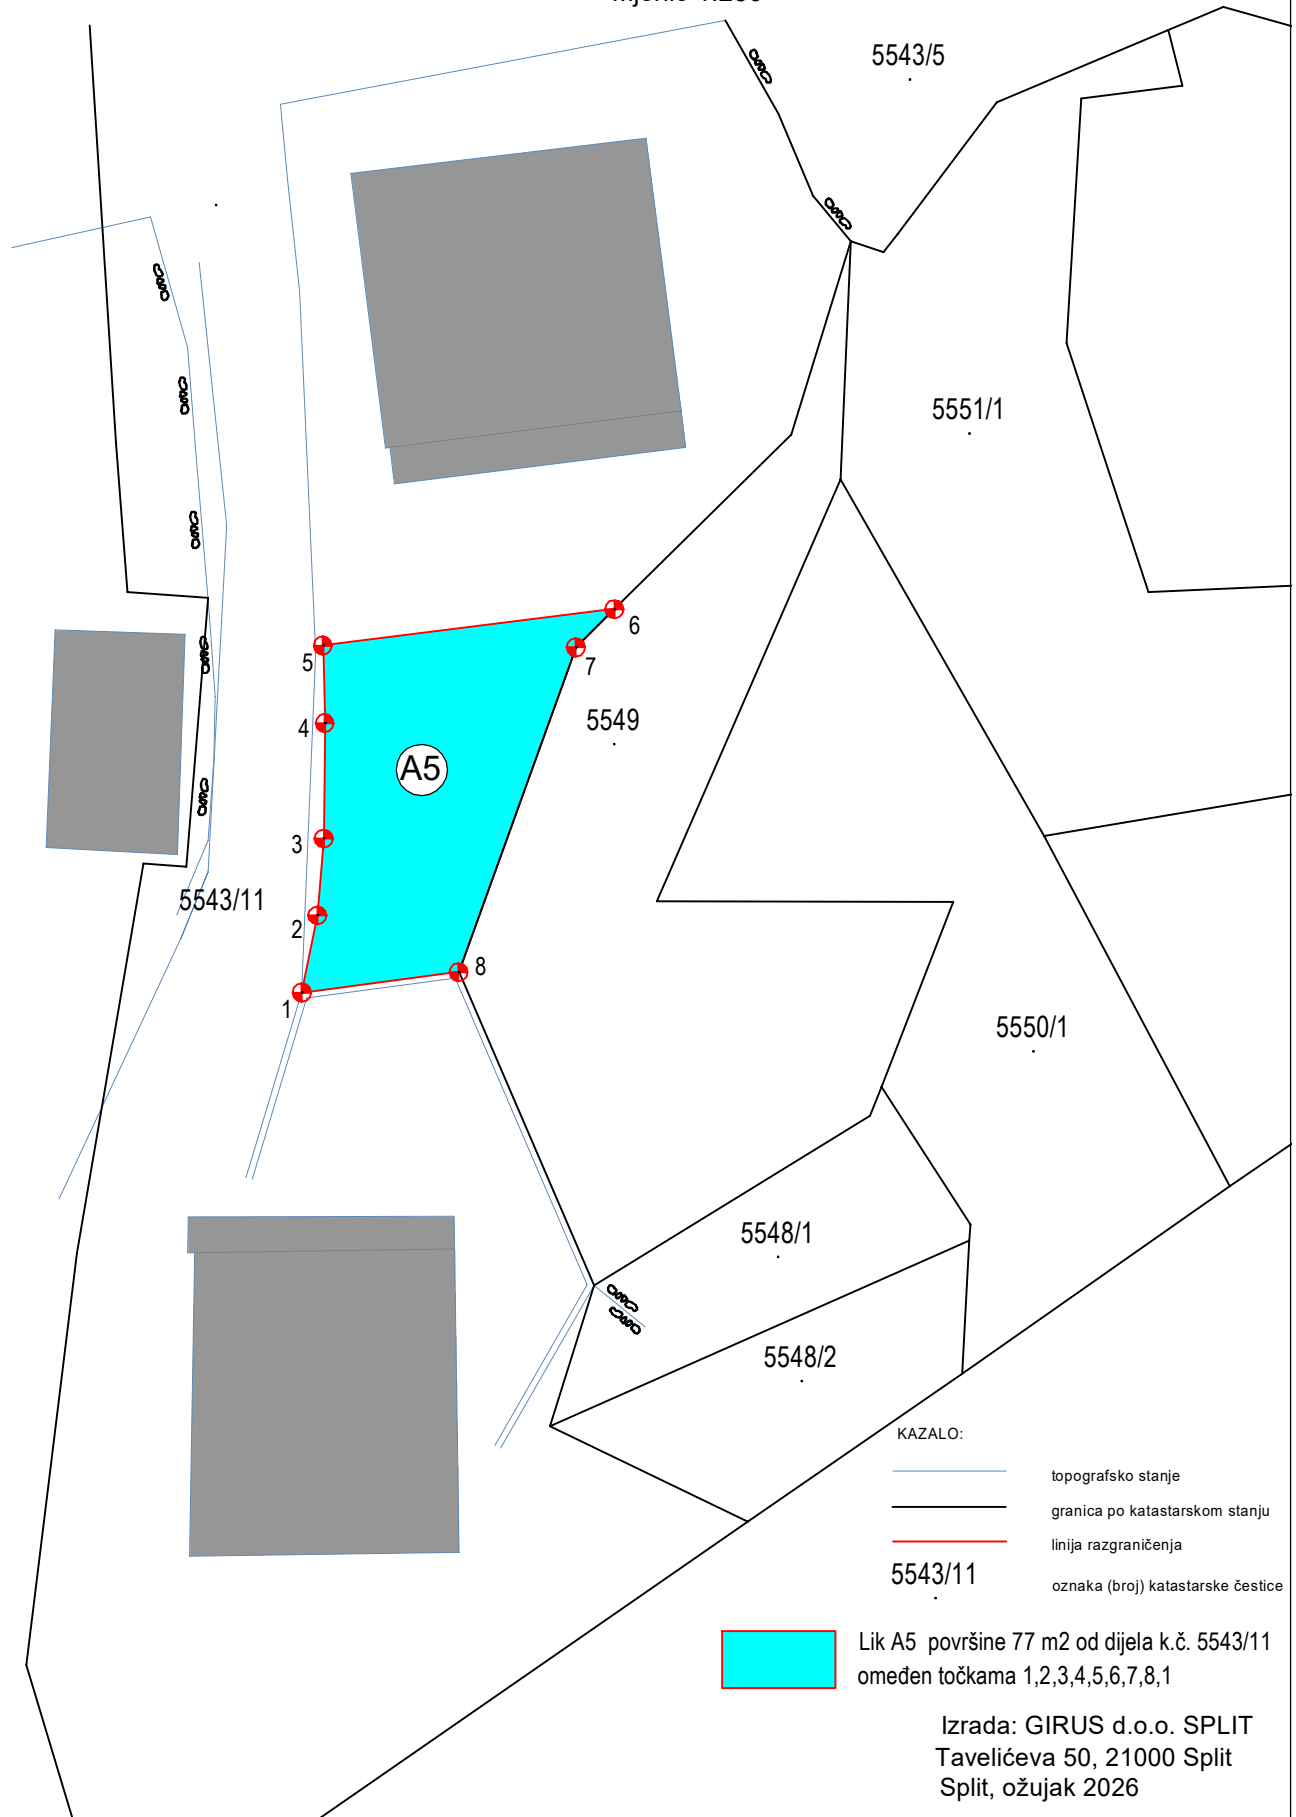 5543/5
5551/1
6
5
7
5549
4
A5
3
5543/11
2
8
1
5550/1
5548/1
5548/2
KAZALO:
topografsko stanje
granica po katastarskom stanju
linija razgraničenja
5543/11 oznaka (broj) katastarske čestice
Lik A5 površine 77 m2 od dijela k.č. 5543/11
omeđen točkama 1,2,3,4,5,6,7,8,1
Izrada: GIRUS d.o.o. SPLIT
Tavelićeva 50, 21000 Split
Split, ožujak 2026